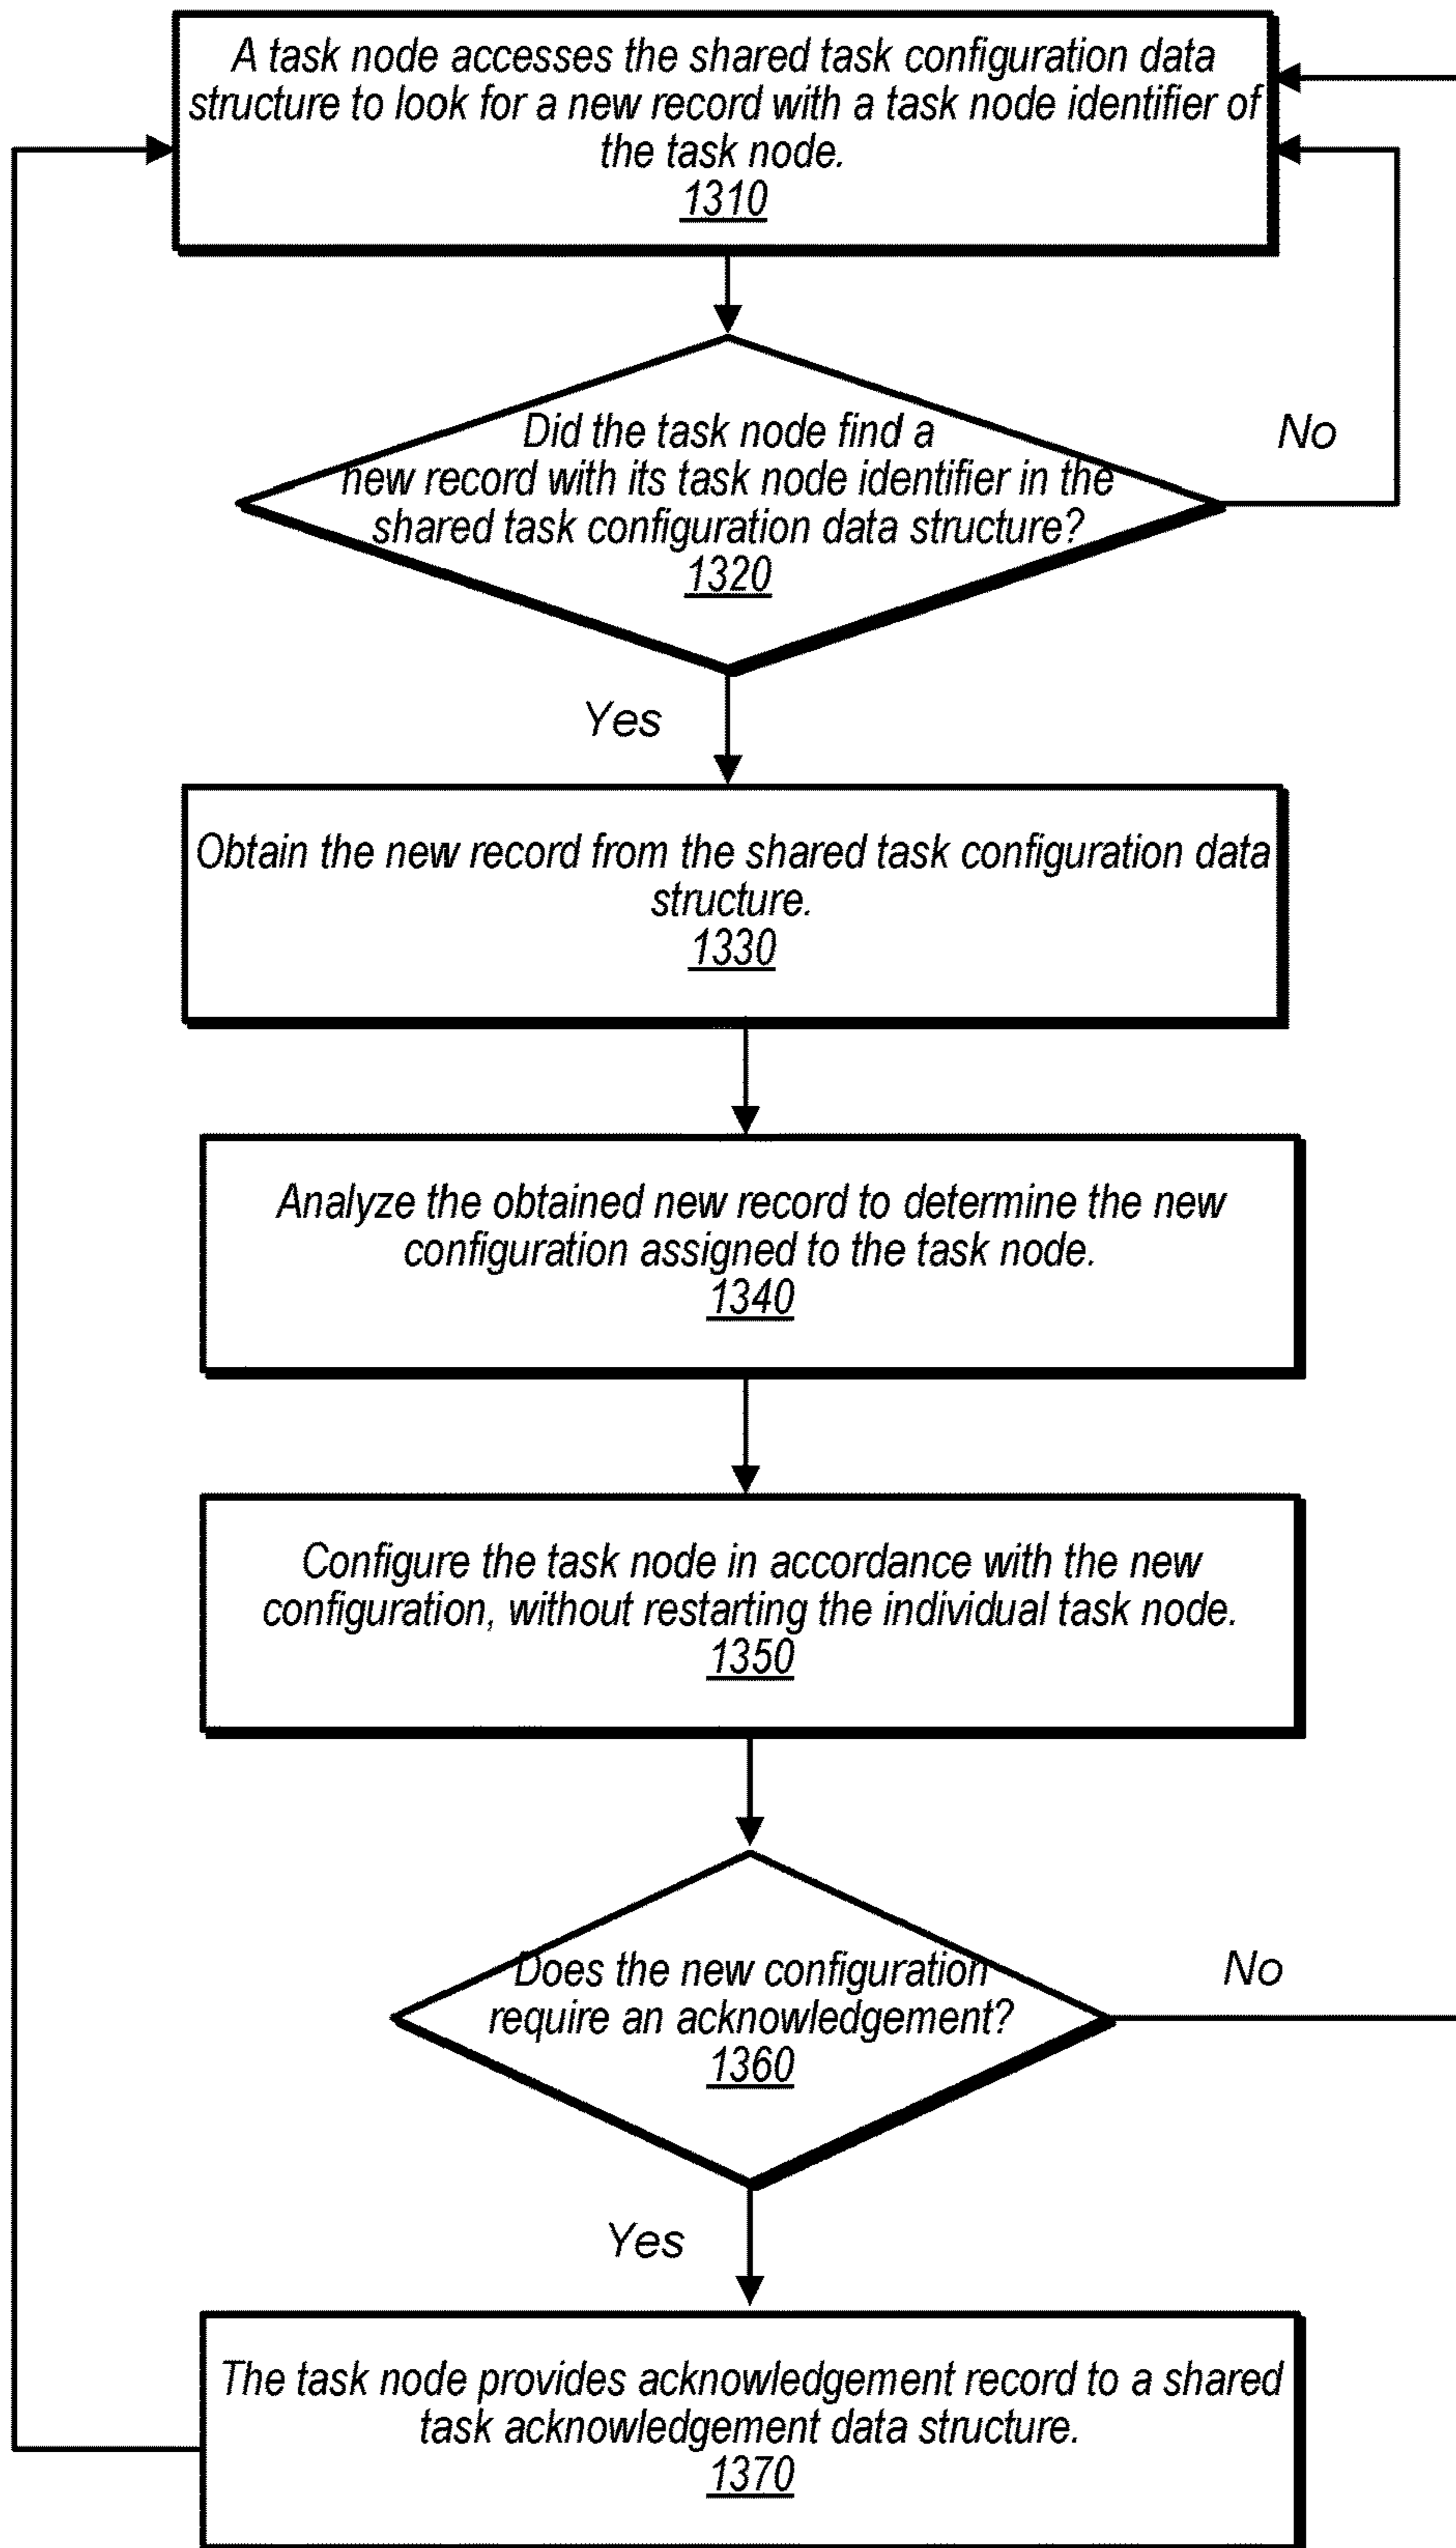 A task node accesses the shared task configuration data
structure to look for a new record with a task node identifier of
the task node.
1310
Did the task node find a
new record with its task node identifier in the
shared task configuration data structure?
1320
No
Yes
Obtain the new record from the shared task configuration data
structure.
1330
Analyze the obtained new record to determine the new
configuration assigned to the task node.
1340
Configure the task node in accordance with the new
configuration, without restarting the individual task node.
1350
Does the new configuration
require an acknowledgement?
1360
No
Yes
The task node provides acknowledgement record to a shared
task acknowledgement data structure.
1370